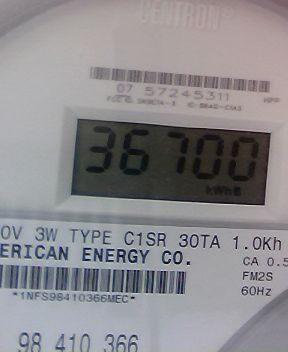 CENTRON®
07 57245311
36700
kWh
0V 3W TYPE C1SR 30TA 1.0Kh
ERICAN ENERGY CO.
CA 0.5
FM2S
*1NFS98410366MEC*
60Hz
98 410 366